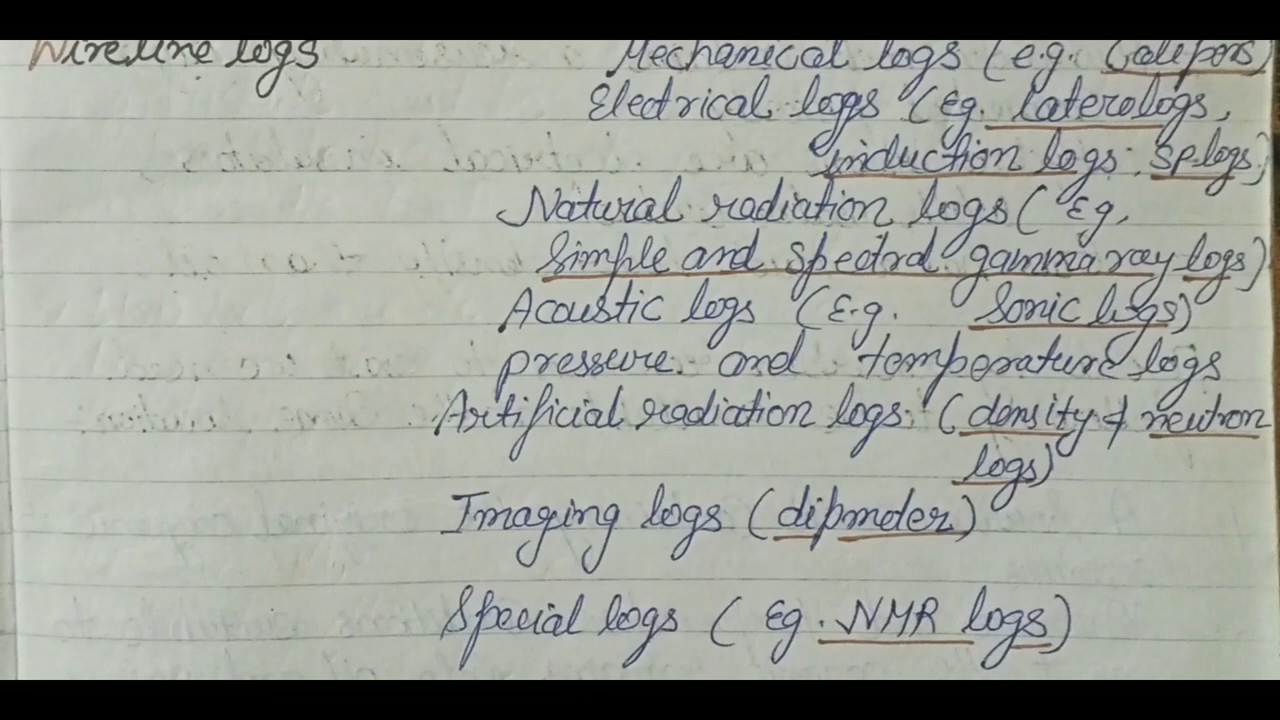 Wireline logs Mechanical logs (e.g. Calipers)
Electrical logs (Eg. laterologs,
induction logs. SP-logs)
Natural radiation logs (Eg,
Simple and spectral gamma ray logs)
Acoustic logs (E.g. Sonic logs)
pressure and temperature logs
Artificial radiation logs (density & neutron
logs)
Imaging logs (dipmeter)
Special logs (Eg. NMR logs)